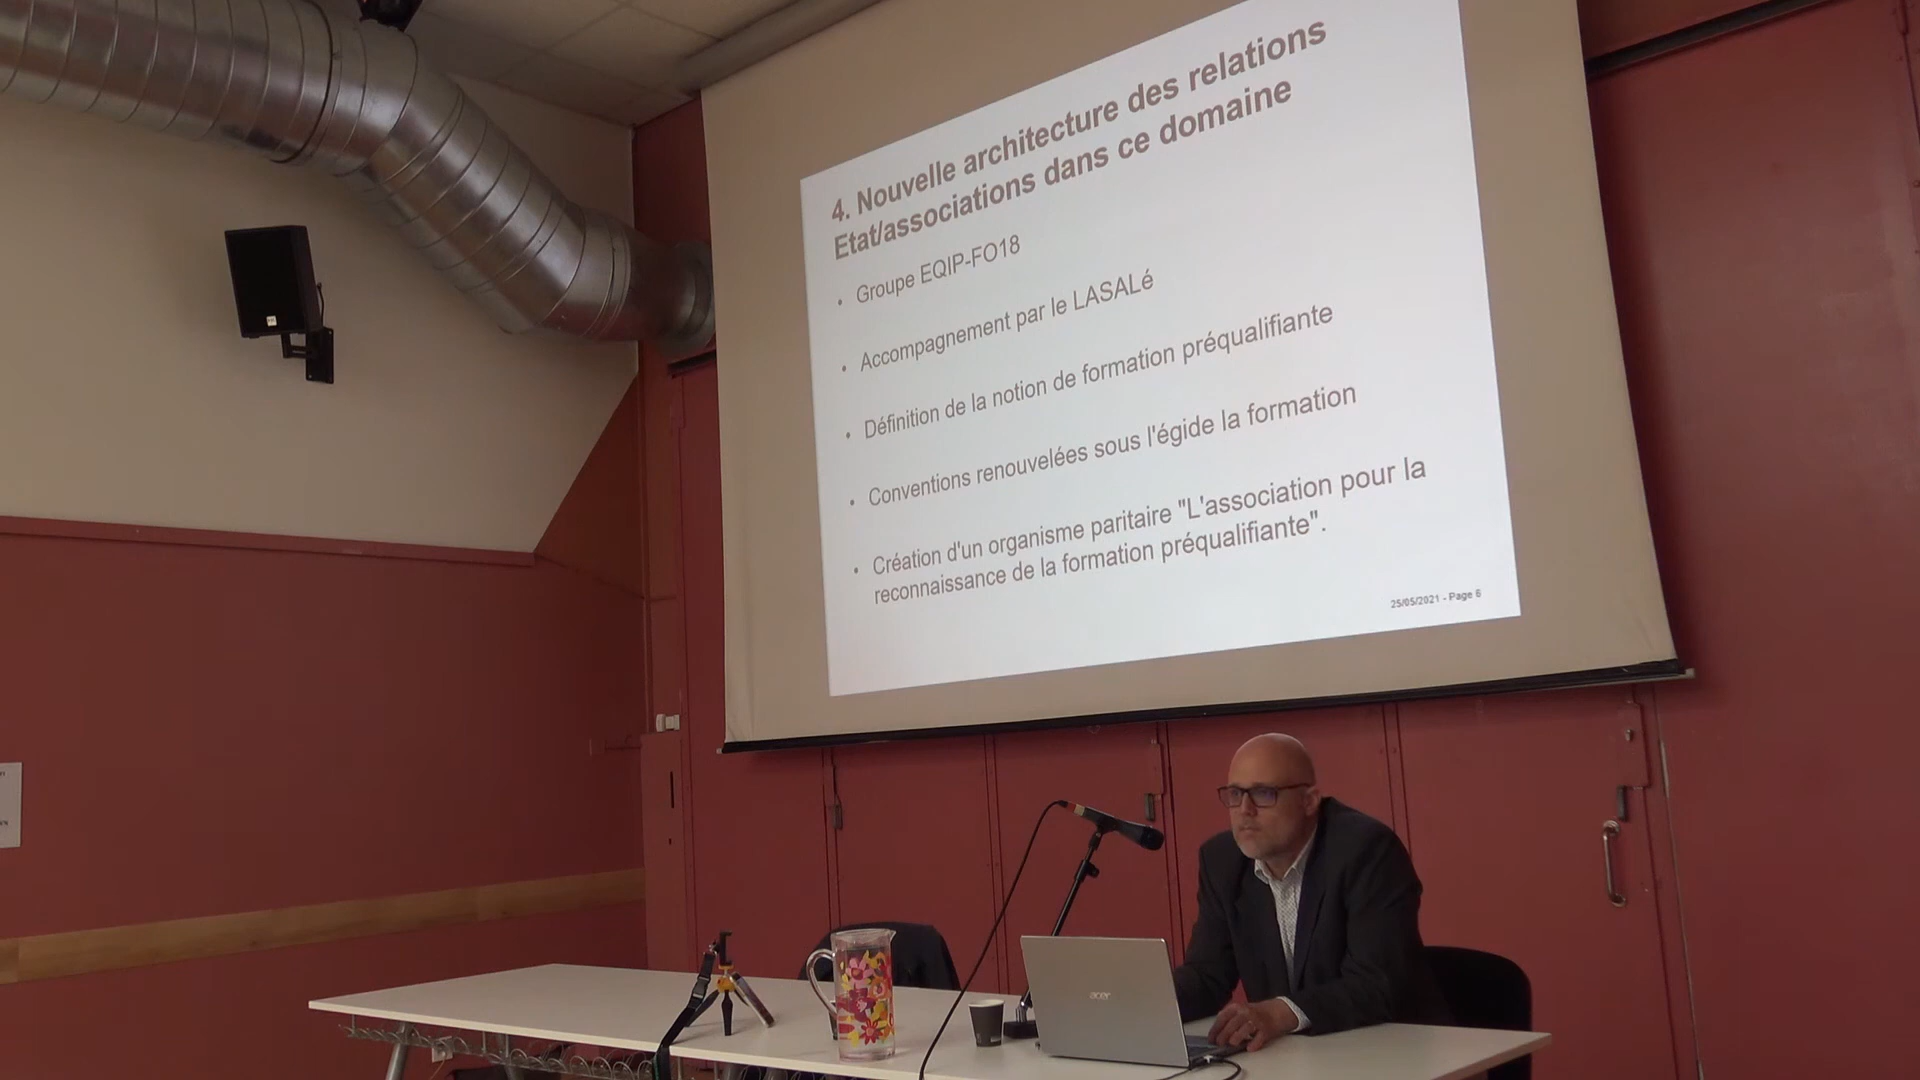 4. Nouvelle architecture des relations
Etat/associations dans ce domaine
• Groupe EQIP-FO18
• Accompagnement par le LASALé
• Définition de la notion de formation préqualifiante
• Conventions renouvelées sous l'égide la formation
• Création d'un organisme paritaire "L'association pour la
reconnaissance de la formation préqualifiante".
25/05/2021 - Page 6
acer